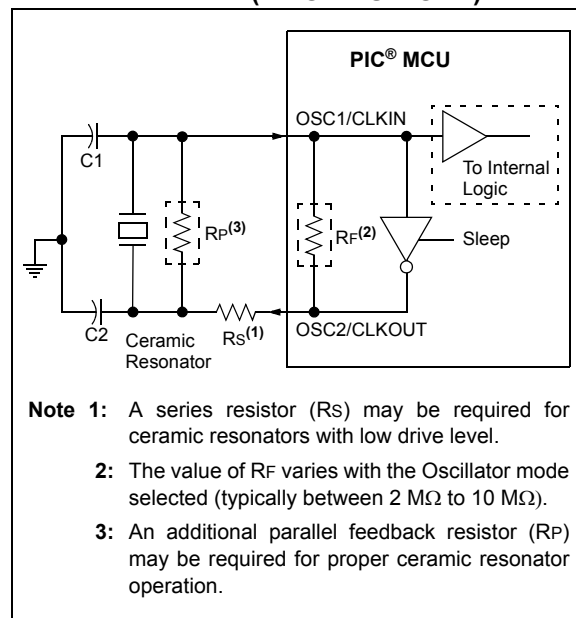 PIC® MCU
OSC1/CLKIN
C1
To Internal
Logic
RP(3)
RF(2)
Sleep
C2
Ceramic
Resonator
RS(1)
OSC2/CLKOUT
Note 1: A series resistor (RS) may be required for
ceramic resonators with low drive level.
2: The value of RF varies with the Oscillator mode
selected (typically between 2 MΩ to 10 MΩ).
3: An additional parallel feedback resistor (RP)
may be required for proper ceramic resonator
operation.